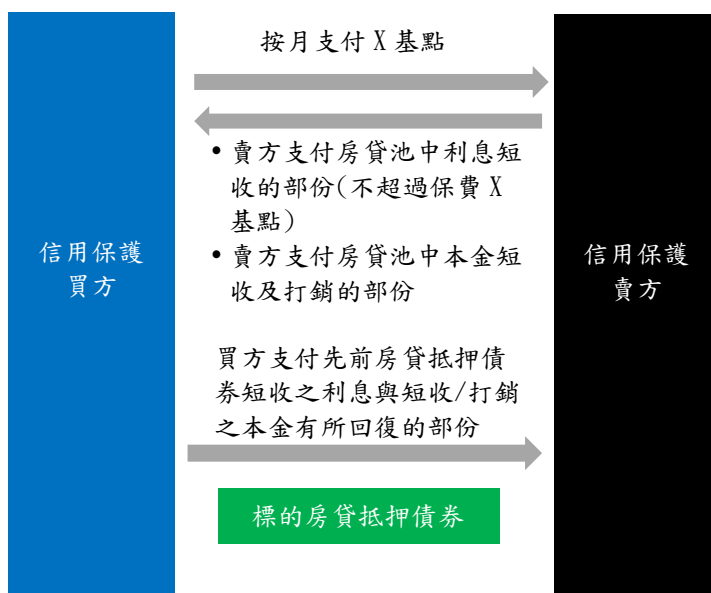 按月支付 X 基點
• 賣方支付房貸池中利息短
收的部份(不超過保費 X
基點)
• 賣方支付房貸池中本金短
收及打銷的部份
信用保護
買方
信用保護
賣方
買方支付先前房貸抵押債
券短收之利息與短收/打銷
之本金有所回復的部份
標的房貸抵押債券